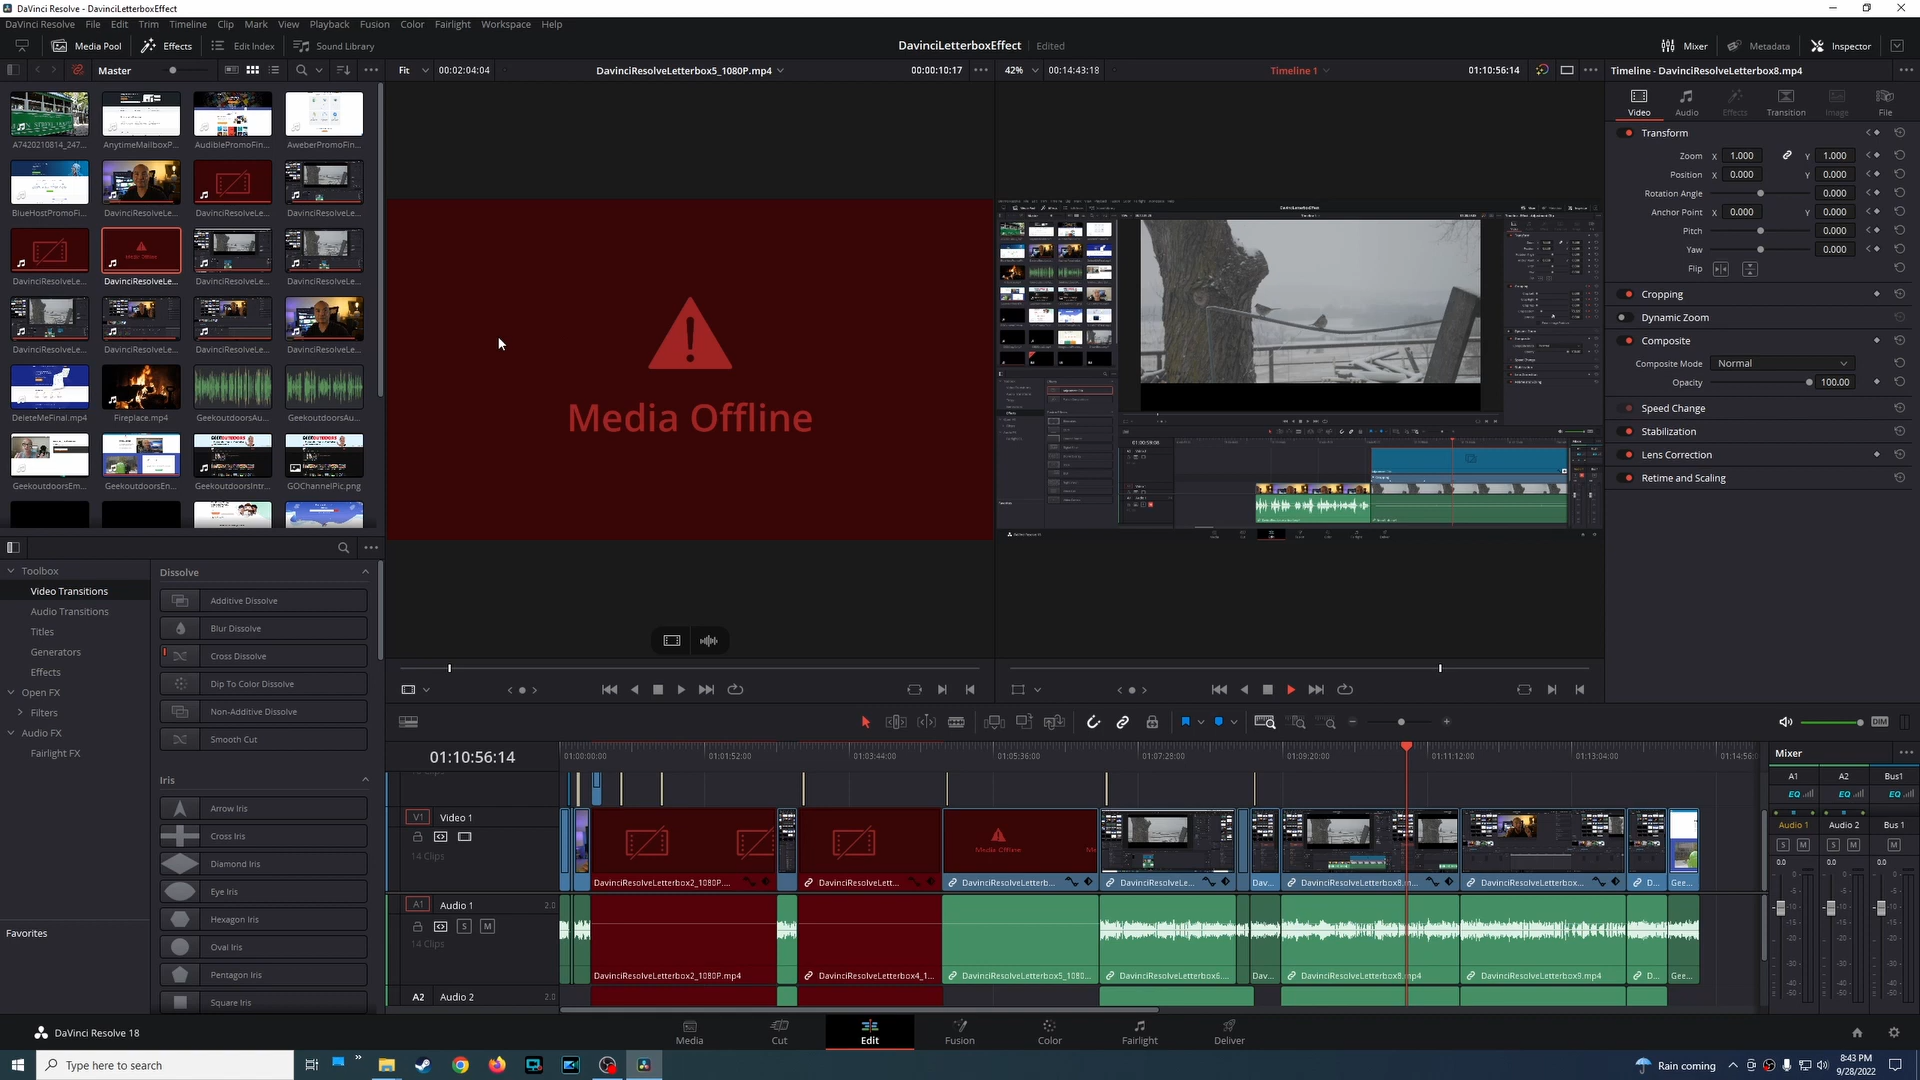 DaVinci Resolve - DavinciLetterboxEffect
DaVinci Resolve File Edit Trim Timeline Clip Mark View Playback Fusion Color Fairlight Workspace Help
Media Pool Effects Edit Index Sound Library
DavinciLetterboxEffect Edited
Mixer Metadata Inspector
Master
Fit 00:02:04:04 DavinciResolveLetterbox5_1080P.mp4 00:00:10:17
42% 00:14:43:18 Timeline 1 01:10:56:14
Timeline - DavinciResolveLetterbox8.mp4
Video Audio Effects Transition Image File
A7420210814_247... AnytimeMailboxP... AudiblePromoFin... AweberPromoFin...
BlueHostPromoFi... DavinciResolveLe... DavinciResolveLe... DavinciResolveLe...
DavinciResolveLe... DavinciResolveLe... DavinciResolveLe... DavinciResolveLe...
DavinciResolveLe... DavinciResolveLe... DavinciResolveLe... DavinciResolveLe...
DeleteMeFinal.mp4 Fireplace.mp4 GeekoutdoorsAu... GeekoutdoorsAu...
GeekoutdoorsEm... GeekoutdoorsEn... GeekoutdoorsIntr... GOChannelPic.png
Media Offline
Transform
Zoom X 1.000 Y 1.000
Position X 0.000 Y 0.000
Rotation Angle 0.000
Anchor Point X 0.000 Y 0.000
Pitch 0.000
Yaw 0.000
Flip
Cropping
Dynamic Zoom
Composite
Composite Mode Normal
Opacity 100.00
Speed Change
Stabilization
Lens Correction
Retime and Scaling
Toolbox
Video Transitions
Audio Transitions
Titles
Generators
Effects
Open FX
Filters
Audio FX
Fairlight FX
Favorites
Dissolve
Additive Dissolve
Blur Dissolve
Cross Dissolve
Dip To Color Dissolve
Non-Additive Dissolve
Smooth Cut
Iris
Arrow Iris
Cross Iris
Diamond Iris
Eye Iris
Hexagon Iris
Oval Iris
Pentagon Iris
Square Iris
DIM
01:10:56:14
01:00:00:00 01:01:52:00 01:03:44:00 01:05:36:00 01:07:28:00 01:09:20:00 01:11:12:00 01:13:04:00 01:14:56:0
V1 Video 1
14 Clips
Media Offline
DavinciResolveLetterbox2_1080P.... DavinciResolveLett... DavinciResolveLetterb... DavinciResolveLe... Dav... DavinciResolveLetterbox8.m... DavinciResolveLetterbox... D... Gee...
A1 Audio 1 2.0
S M
14 Clips
DavinciResolveLetterbox2_1080P.mp4 DavinciResolveLetterbox4_1... DavinciResolveLetterbox5_1080... DavinciResolveLetterbox6.... Dav... DavinciResolveLetterbox8.mp4 DavinciResolveLetterbox9.mp4 D... Gee...
A2 Audio 2 2.0
Mixer
A1 A2 Bus1
EQ EQ EQ
Audio 1 Audio 2 Bus 1
S M S M M
0.0 0.0 0.0
DaVinci Resolve 18
Media Cut Edit Fusion Color Fairlight Deliver
Type here to search
Rain coming
8:43 PM
9/28/2022